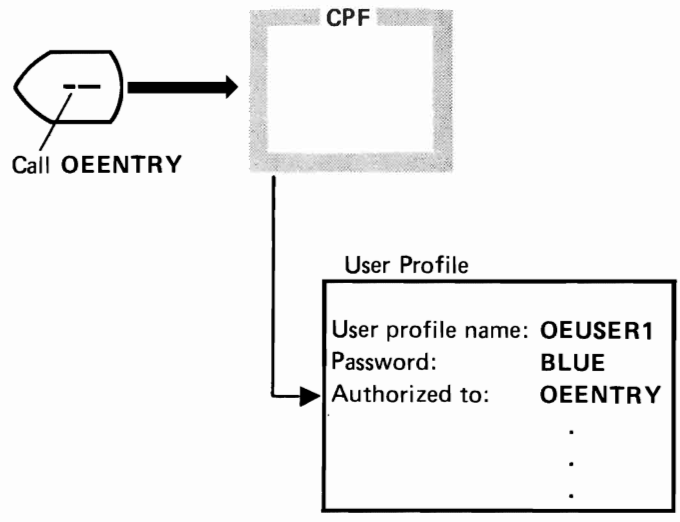 CPF
Call OEENTRY
User Profile
User profile name: OEUSER1
Password: BLUE
Authorized to: OEENTRY
.
.
.